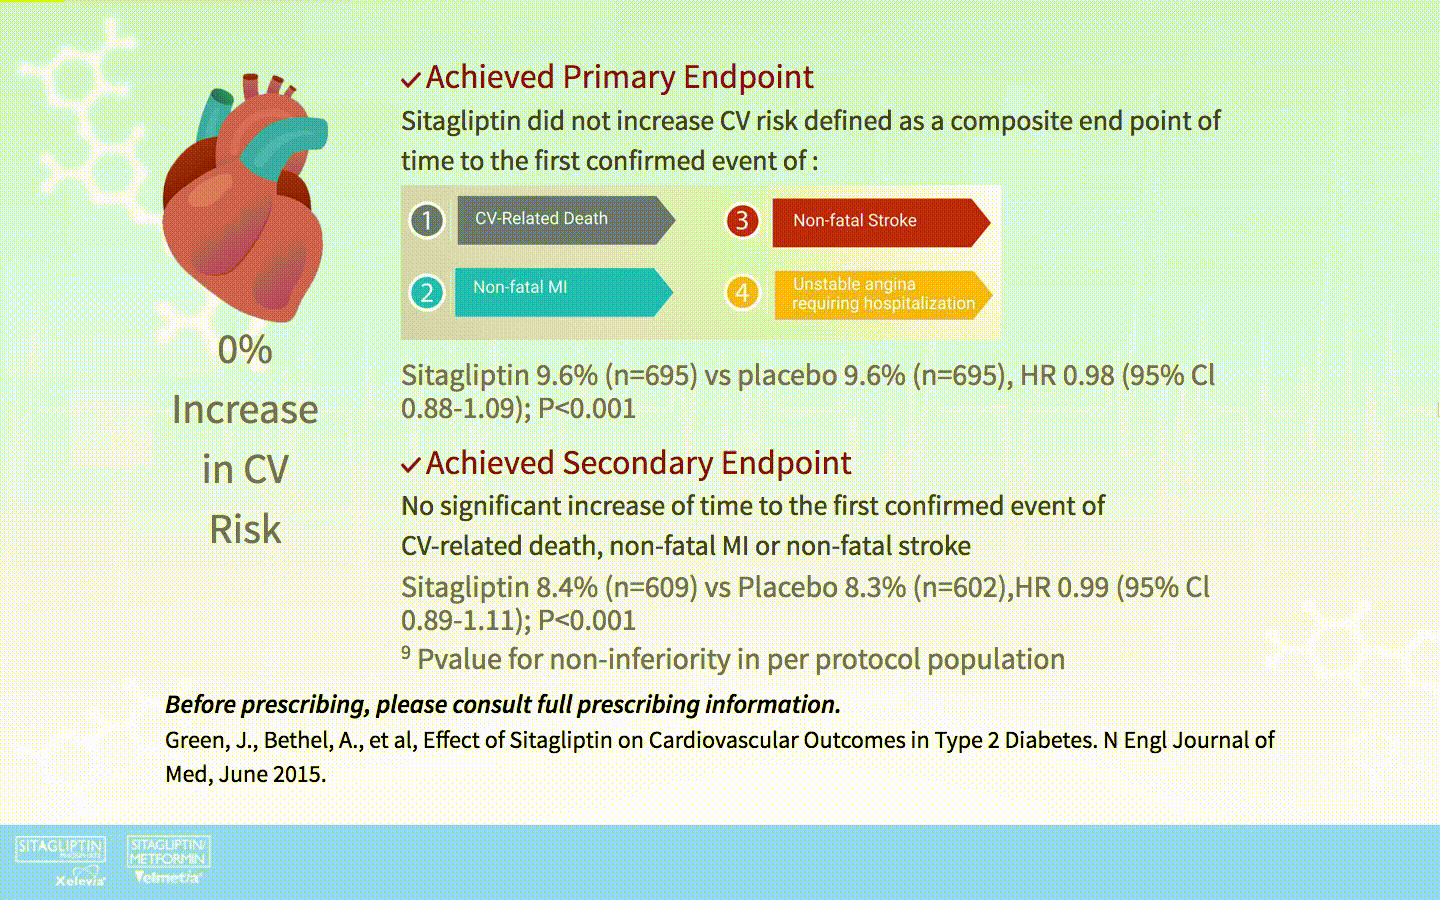 ✓Achieved Primary Endpoint
Sitagliptin did not increase CV risk defined as a composite end point of
time to the first confirmed event of :
1 CV-Related Death
2 Non-fatal MI
3 Non-fatal Stroke
4 Unstable angina
requiring hospitalization
0%
Increase
in CV
Risk
Sitagliptin 9.6% (n=695) vs placebo 9.6% (n=695), HR 0.98 (95% Cl
0.88-1.09); P<0.001
✓Achieved Secondary Endpoint
No significant increase of time to the first confirmed event of
CV-related death, non-fatal MI or non-fatal stroke
Sitagliptin 8.4% (n=609) vs Placebo 8.3% (n=602),HR 0.99 (95% Cl
0.89-1.11); P<0.001
⁹ Pvalue for non-inferiority in per protocol population
Before prescribing, please consult full prescribing information.
Green, J., Bethel, A., et al, Effect of Sitagliptin on Cardiovascular Outcomes in Type 2 Diabetes. N Engl Journal of
Med, June 2015.
SITAGLIPTIN
Xelevia®
SITAGLIPTIN/
METFORMIN
Velmetia®